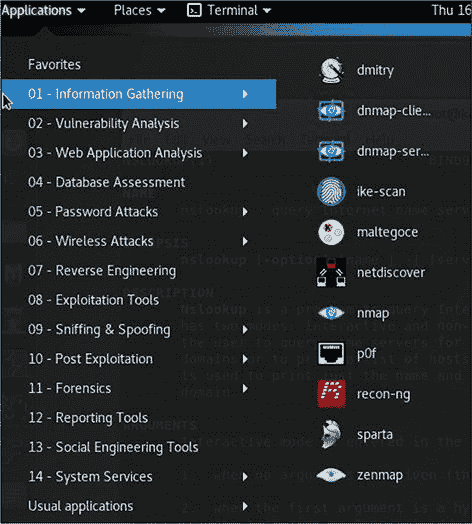 Applications Places Terminal Thu 16
Favorites
01 - Information Gathering
02 - Vulnerability Analysis
03 - Web Application Analysis
04 - Database Assessment
05 - Password Attacks
06 - Wireless Attacks
07 - Reverse Engineering
08 - Exploitation Tools
09 - Sniffing & Spoofing
10 - Post Exploitation
11 - Forensics
12 - Reporting Tools
13 - Social Engineering Tools
14 - System Services
Usual applications
dmitry
dnmap-clie...
dnmap-ser...
ike-scan
maltegoce
netdiscover
nmap
p0f
recon-ng
sparta
zenmap